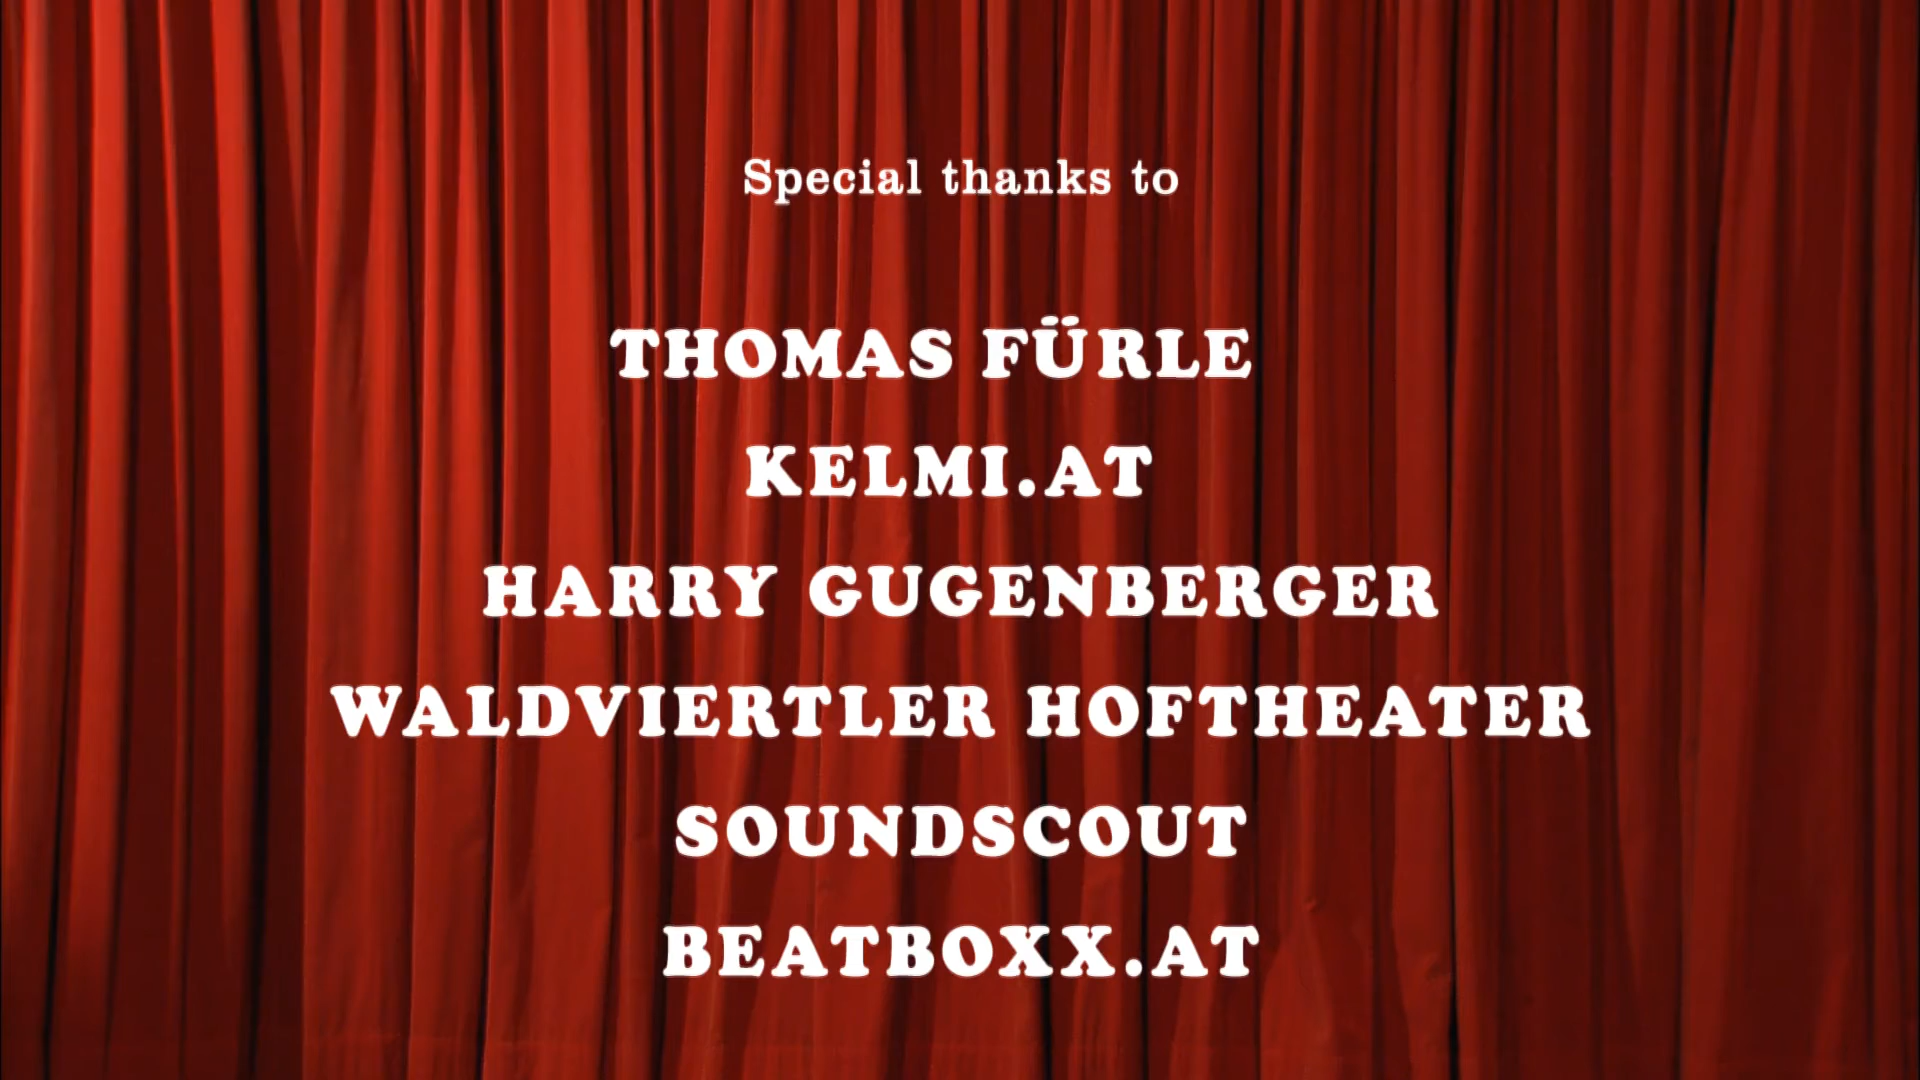 Special thanks to
THOMAS FÜRLE
KELMI.AT
HARRY GUGENBERGER
WALDVIERTLER HOFTHEATER
SOUNDSCOUT
BEATBOXX.AT